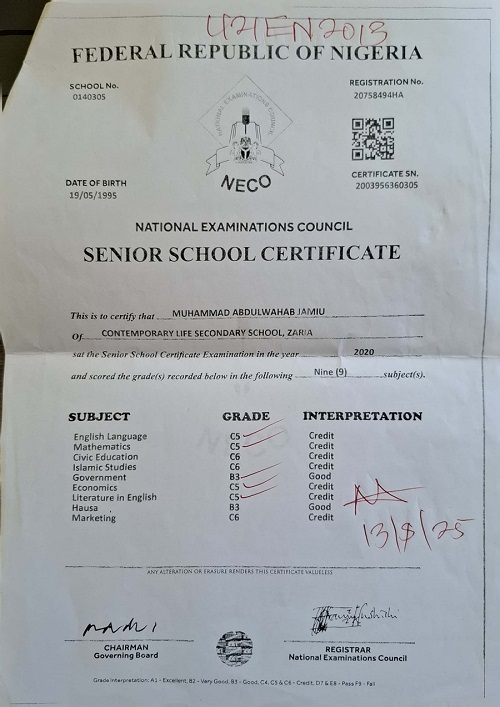 U21EN2013
FEDERAL REPUBLIC OF NIGERIA
SCHOOL No.
0140305
REGISTRATION No.
20758494HA
NATIONAL EXAMINATIONS COUNCIL
NECO
DATE OF BIRTH
19/05/1995
CERTIFICATE SN.
2003956360305
NATIONAL EXAMINATIONS COUNCIL
SENIOR SCHOOL CERTIFICATE
This is to certify that MUHAMMAD ABDULWAHAB JAMIU
Of CONTEMPORARY LIFE SECONDARY SCHOOL, ZARIA
sat the Senior School Certificate Examination in the year 2020
and scored the grade(s) recorded below in the following Nine (9) subject(s).
SUBJECT GRADE INTERPRETATION
English Language C5 Credit
Mathematics C5 Credit
Civic Education C6 Credit
Islamic Studies C6 Credit
Government B3 Good
Economics C5 Credit
Literature in English C5 Credit
Hausa B3 Good
Marketing C6 Credit
13/8/25
ANY ALTERATION OR ERASURE RENDERS THIS CERTIFICATE VALUELESS
CHAIRMAN
Governing Board
REGISTRAR
National Examinations Council
Grade Interpretation: A1 - Excellent, B2 - Very Good, B3 - Good, C4, C5 & C6 - Credit, D7 & E8 - Pass F9 - Fail